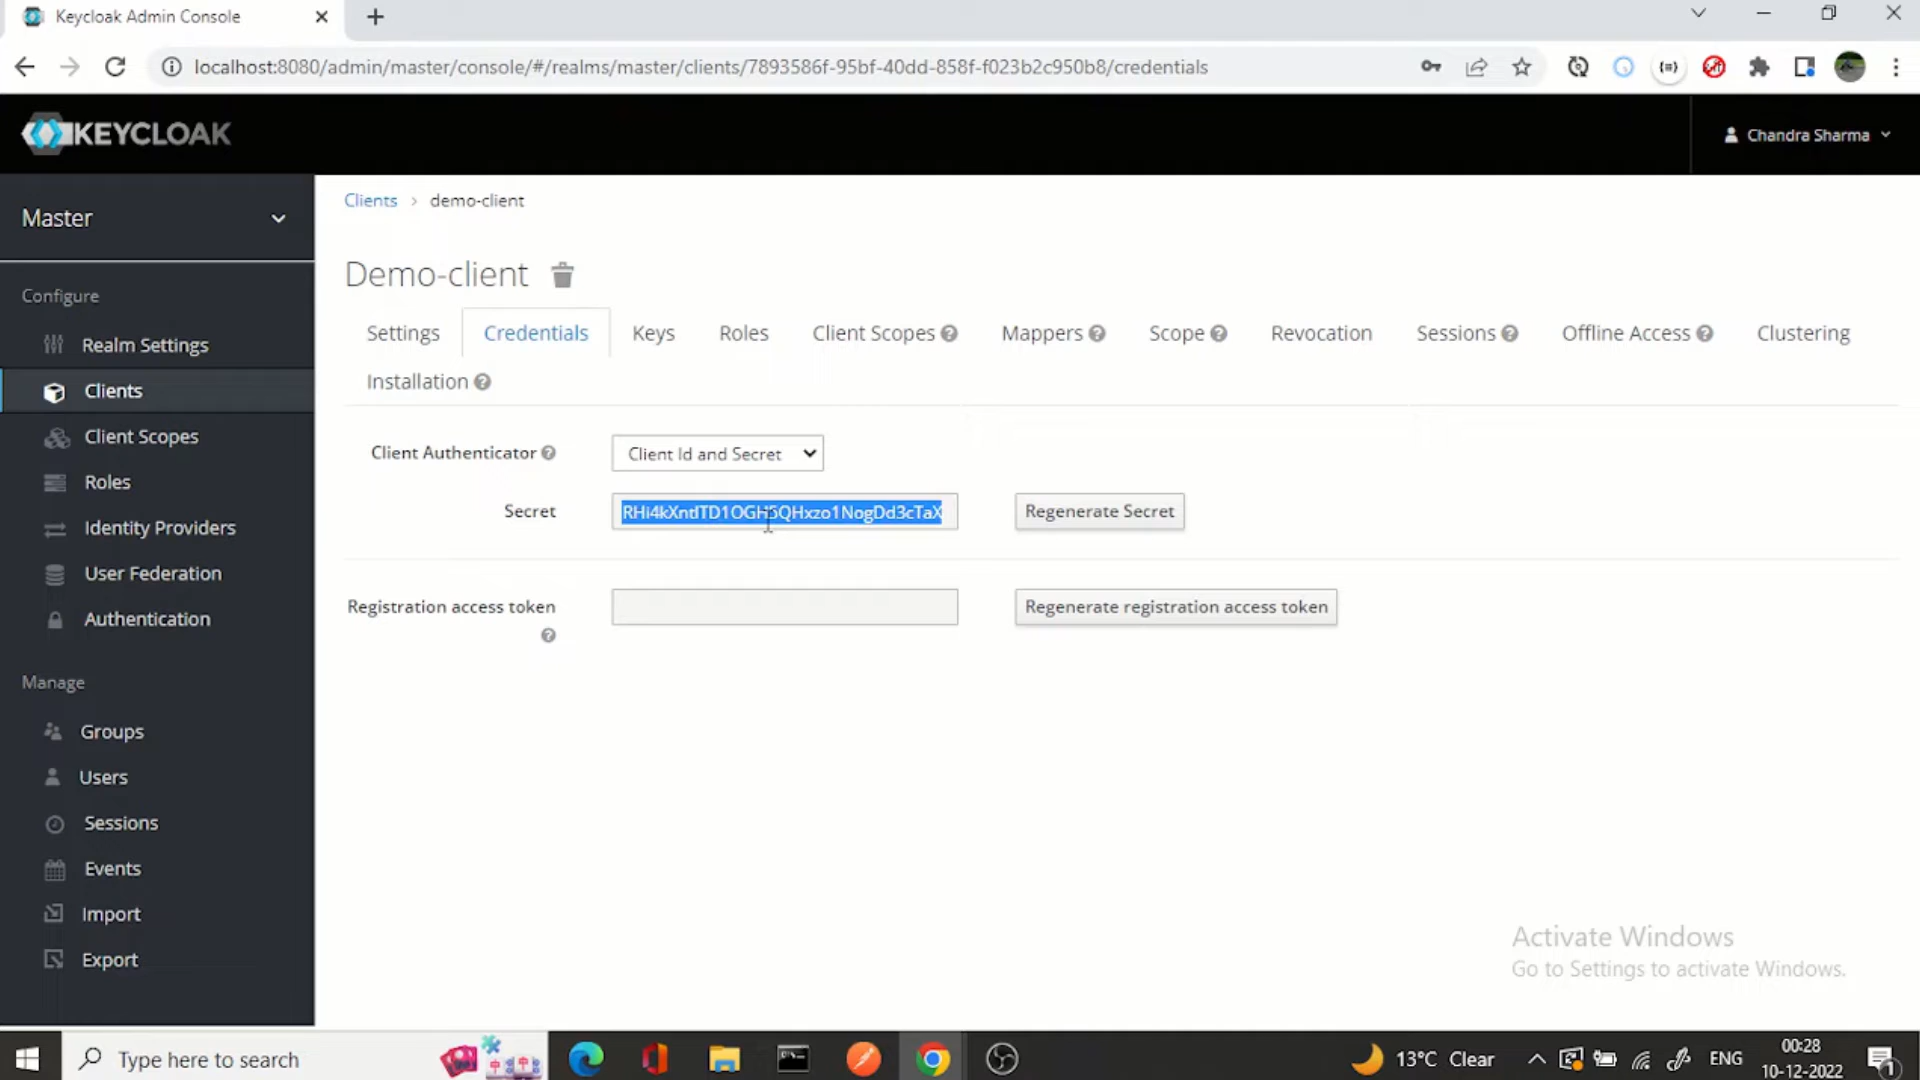 Keycloak Admin Console
localhost:8080/admin/master/console/#/realms/master/clients/7893586f-95bf-40dd-858f-f023b2c950b8/credentials
KEYCLOAK
Chandra Sharma
Master
Clients > demo-client
Demo-client
Configure
Realm Settings
Clients
Client Scopes
Roles
Identity Providers
User Federation
Authentication
Manage
Groups
Users
Sessions
Events
Import
Export
Settings Credentials Keys Roles Client Scopes Mappers Scope Revocation Sessions Offline Access Clustering
Installation
Client Authenticator Client Id and Secret
Secret Regenerate Secret
Registration access token Regenerate registration access token
Activate Windows
Go to Settings to activate Windows.
Type here to search
13°C Clear
ENG
00:28
10-12-2022
1